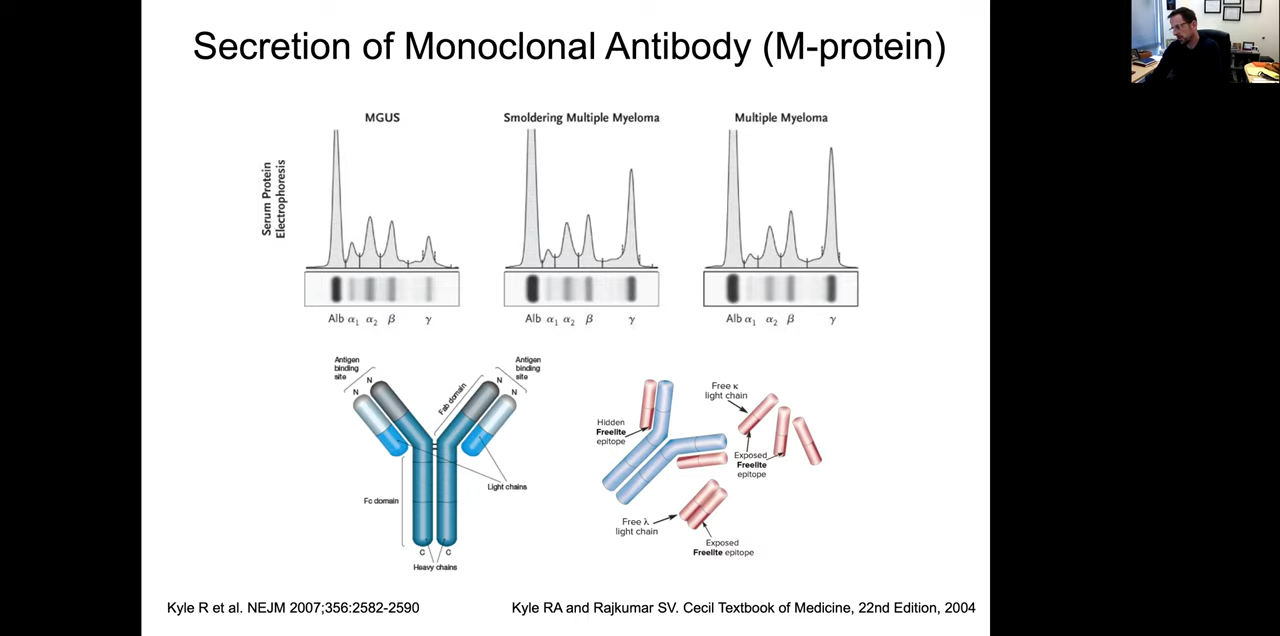 Secretion of Monoclonal Antibody (M-protein)
MGUS
Smoldering Multiple Myeloma
Multiple Myeloma
Serum Protein
Electrophoresis
Alb α1 α2 β γ
Alb α1 α2 β γ
Alb α1 α2 β γ
Antigen
binding
site
N
N
Fab domain
Antigen
binding
site
N
N
Light chains
Fc domain
C C
Heavy chains
Hidden
Freelite
epitope
Free κ
light chain
Exposed
Freelite
epitope
Free λ
light chain
Exposed
Freelite epitope
Kyle R et al. NEJM 2007;356:2582-2590
Kyle RA and Rajkumar SV. Cecil Textbook of Medicine, 22nd Edition, 2004